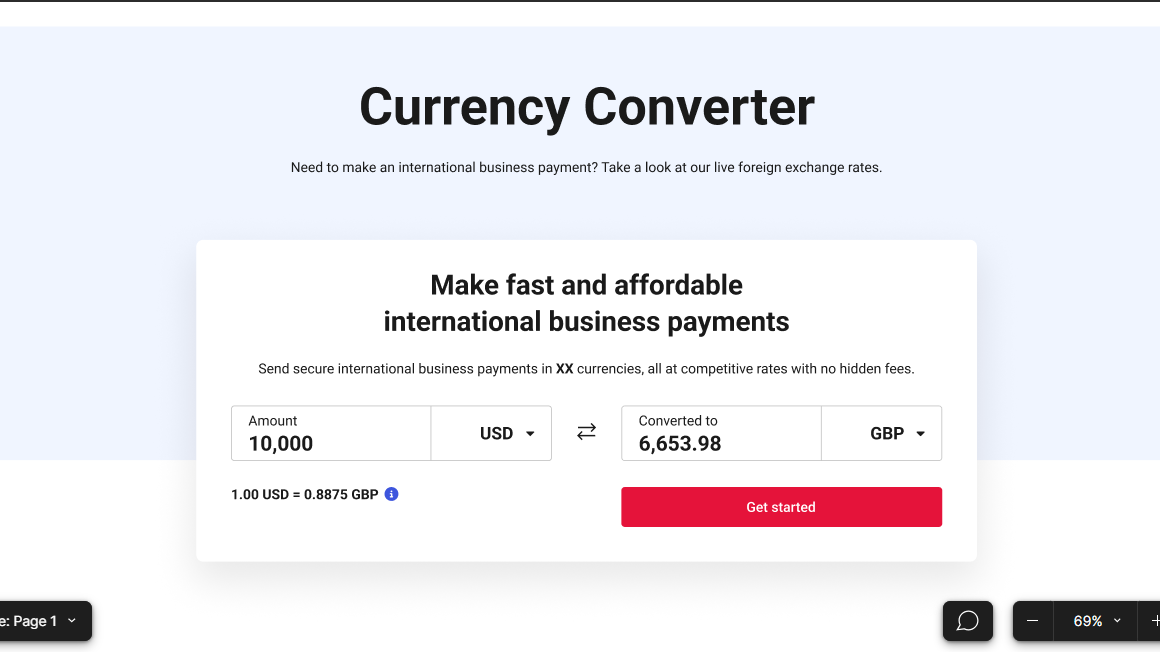 Currency Converter
Need to make an international business payment? Take a look at our live foreign exchange rates.
Make fast and affordable
international business payments
Send secure international business payments in XX currencies, all at competitive rates with no hidden fees.
Amount
10,000
USD
Converted to
6,653.98
GBP
1.00 USD = 0.8875 GBP
Get started
e: Page 1
69%